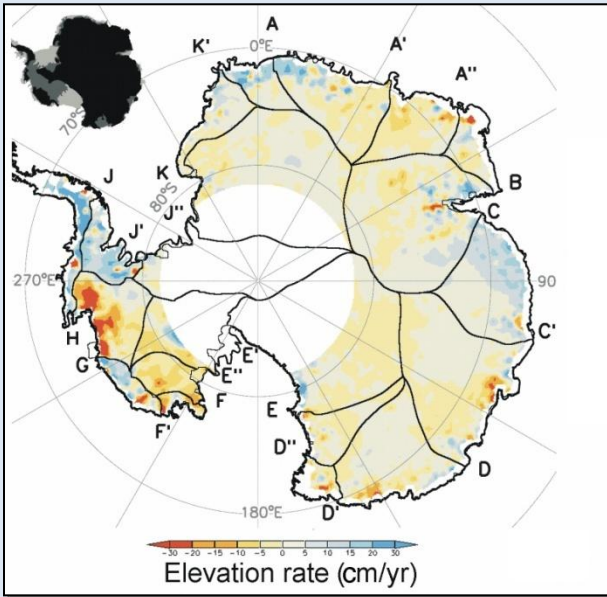 A
0°E
K'
A'
A"
70°S
K
80°S
B
J
J"
C
J'
270°E
90
H
C'
G
E'
E"
F
E
F'
D"
D
D'
180°E
-30 -20 -15 -10 -5 0 5 10 15 20 30
Elevation rate (cm/yr)